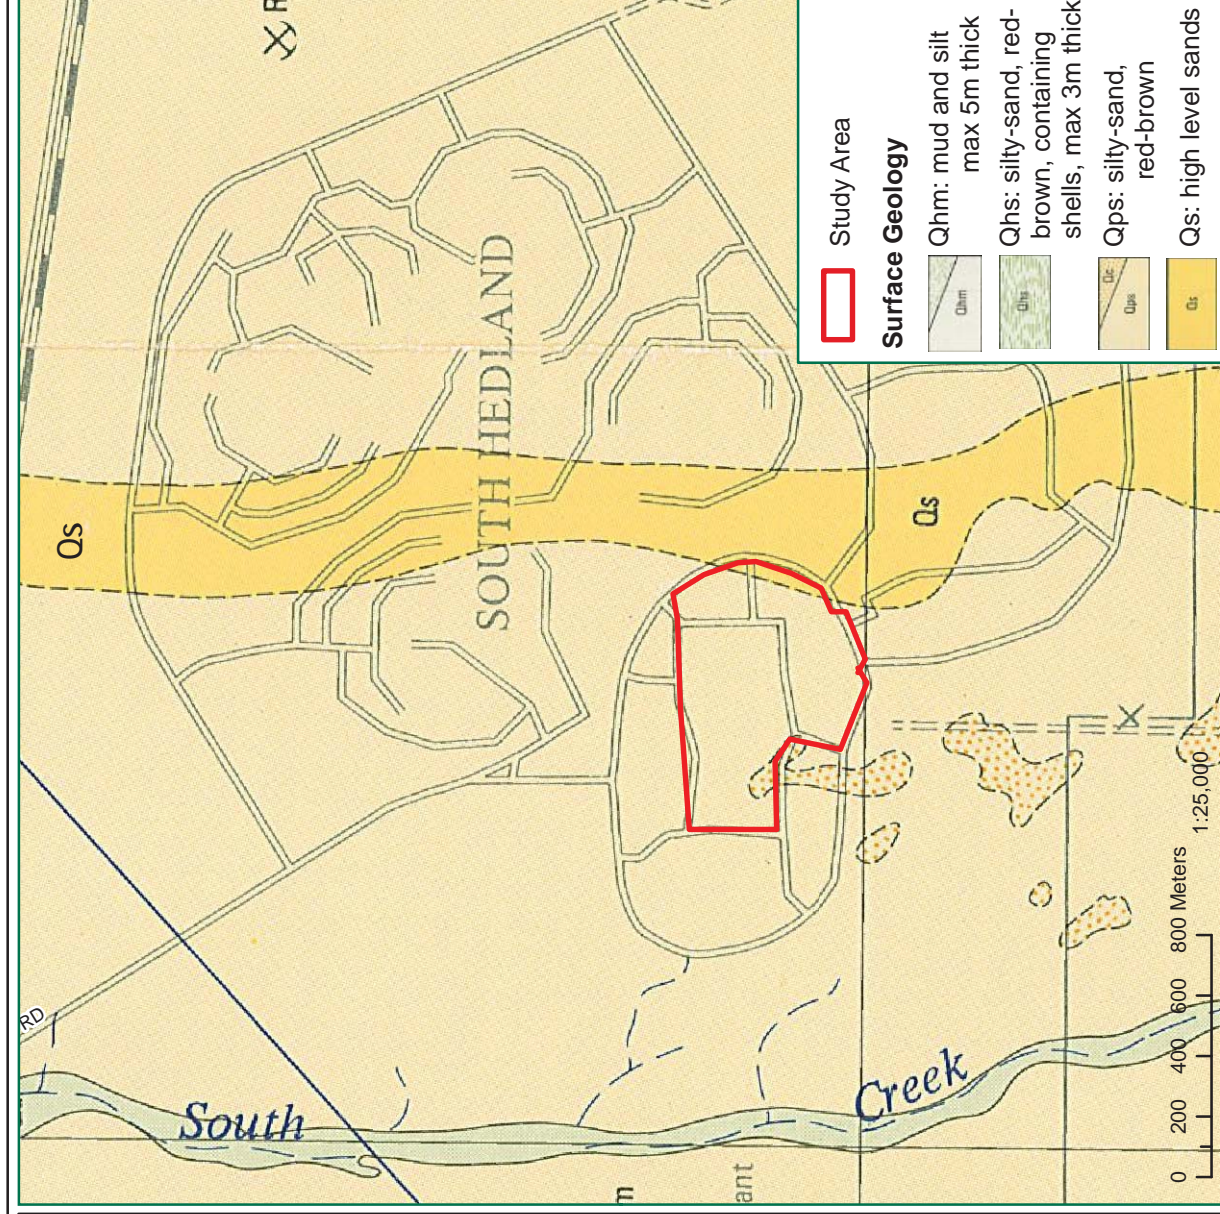 Qs
SOUTH HEDLAND
Qs
RD
South
Creek
m
ant
R
Study Area
Surface Geology
Qhm
Qhm: mud and silt
max 5m thick
Qhs
Qhs: silty-sand, red-
brown, containing
shells, max 3m thick
Qc
Qps
Qps: silty-sand,
red-brown
Qs
Qs: high level sands
0 200 400 600 800 Meters
1:25,000